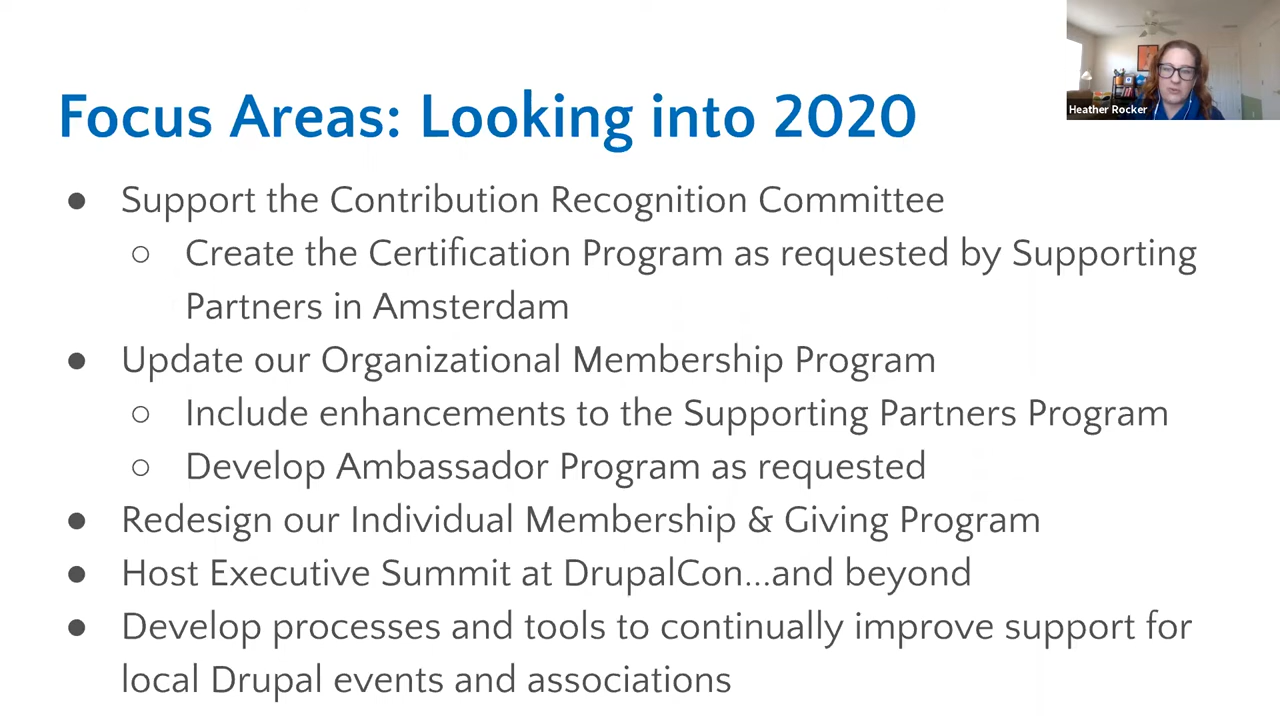 Focus Areas: Looking into 2020
Heather Rocker
● Support the Contribution Recognition Committee
○ Create the Certification Program as requested by Supporting
Partners in Amsterdam
● Update our Organizational Membership Program
○ Include enhancements to the Supporting Partners Program
○ Develop Ambassador Program as requested
● Redesign our Individual Membership & Giving Program
● Host Executive Summit at DrupalCon...and beyond
● Develop processes and tools to continually improve support for
local Drupal events and associations